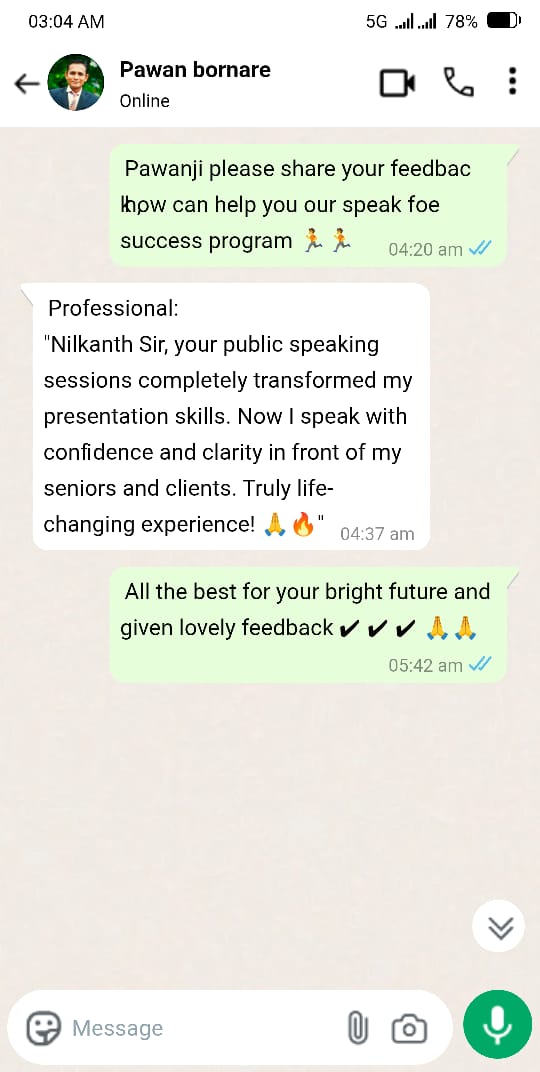 03:04 AM 5G 78%
Pawan bornare
Online
Pawanji please share your feedbac
how can help you our speak foe
success program 🏃🏃 04:20 am
Professional:
"Nilkanth Sir, your public speaking
sessions completely transformed my
presentation skills. Now I speak with
confidence and clarity in front of my
seniors and clients. Truly life-
changing experience! 🙏🔥" 04:37 am
All the best for your bright future and
given lovely feedback ✔ ✔ ✔ 🙏🙏
05:42 am
Message